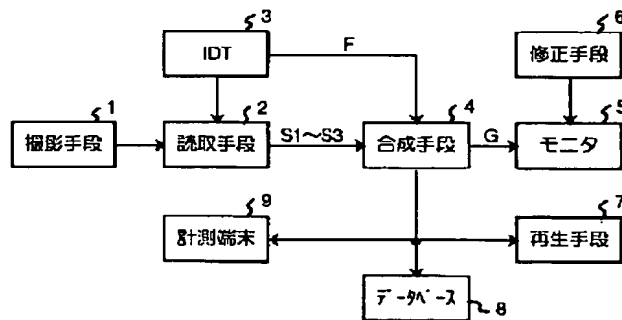 3
IDT
F
6
修正手段
1
撮影手段
2
読取手段
S1～S3
4
合成手段
G
5
モニタ
9
計測端末
7
再生手段
データベース
8